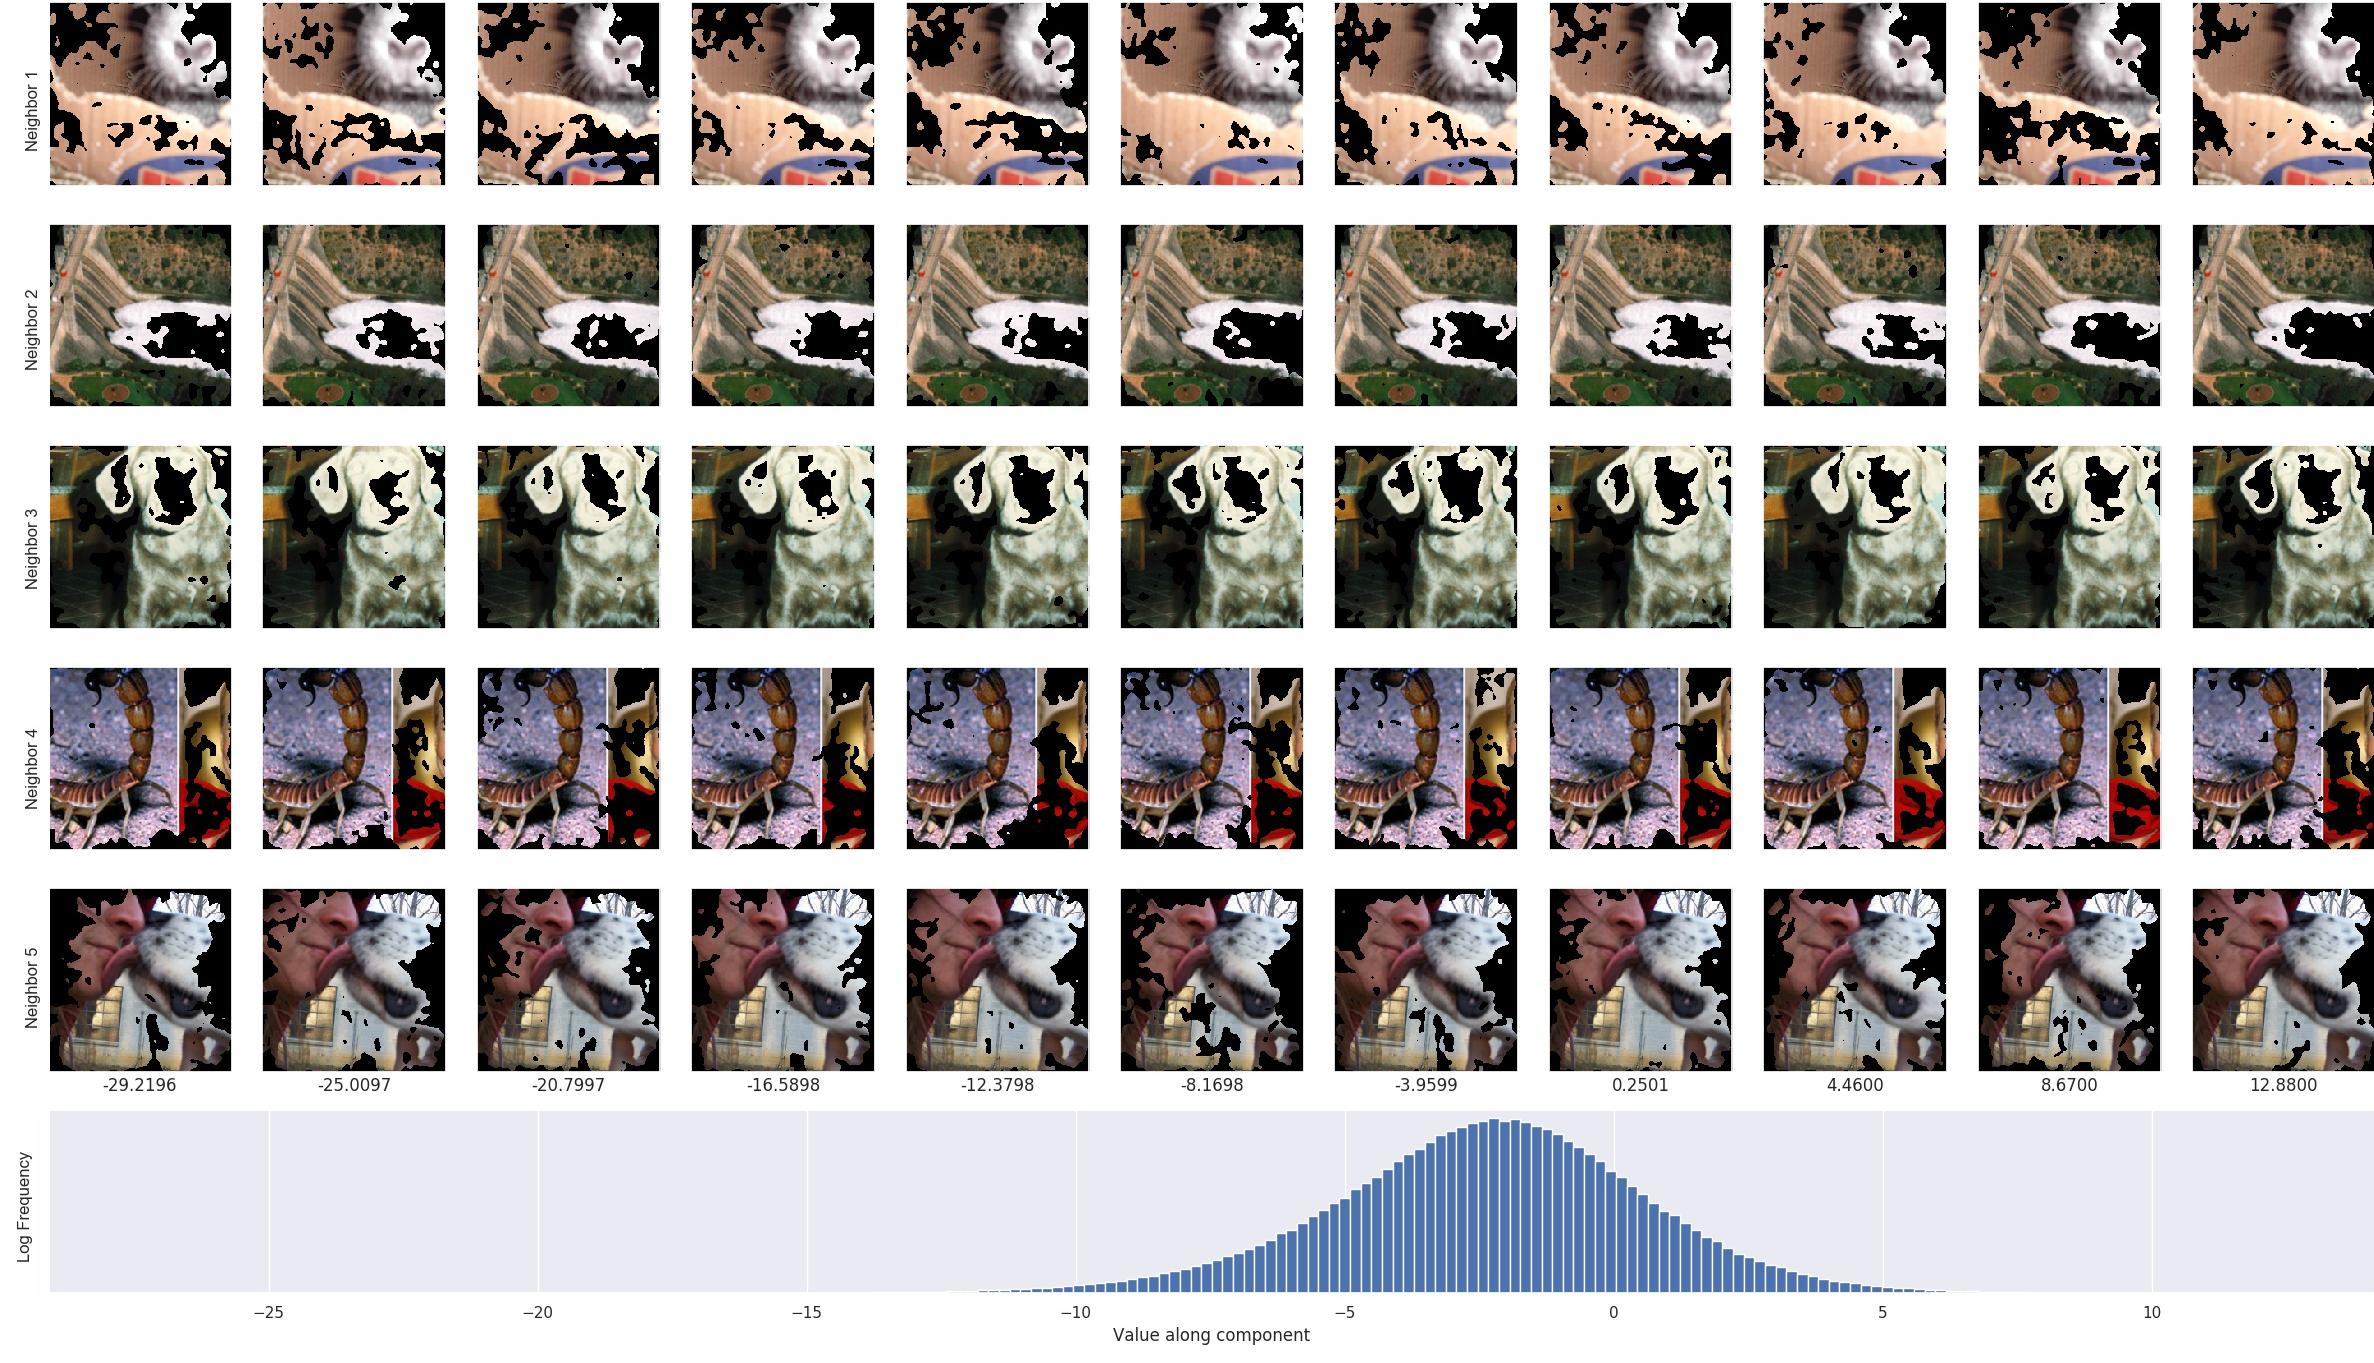 Neighbor 1
Neighbor 2
Neighbor 3
Neighbor 4
Neighbor 5
-29.2196 -25.0097 -20.7997 -16.5898 -12.3798 -8.1698 -3.9599 0.2501 4.4600 8.6700 12.8800
Log Frequency
−25 −20 −15 −10 −5 0 5 10
Value along component